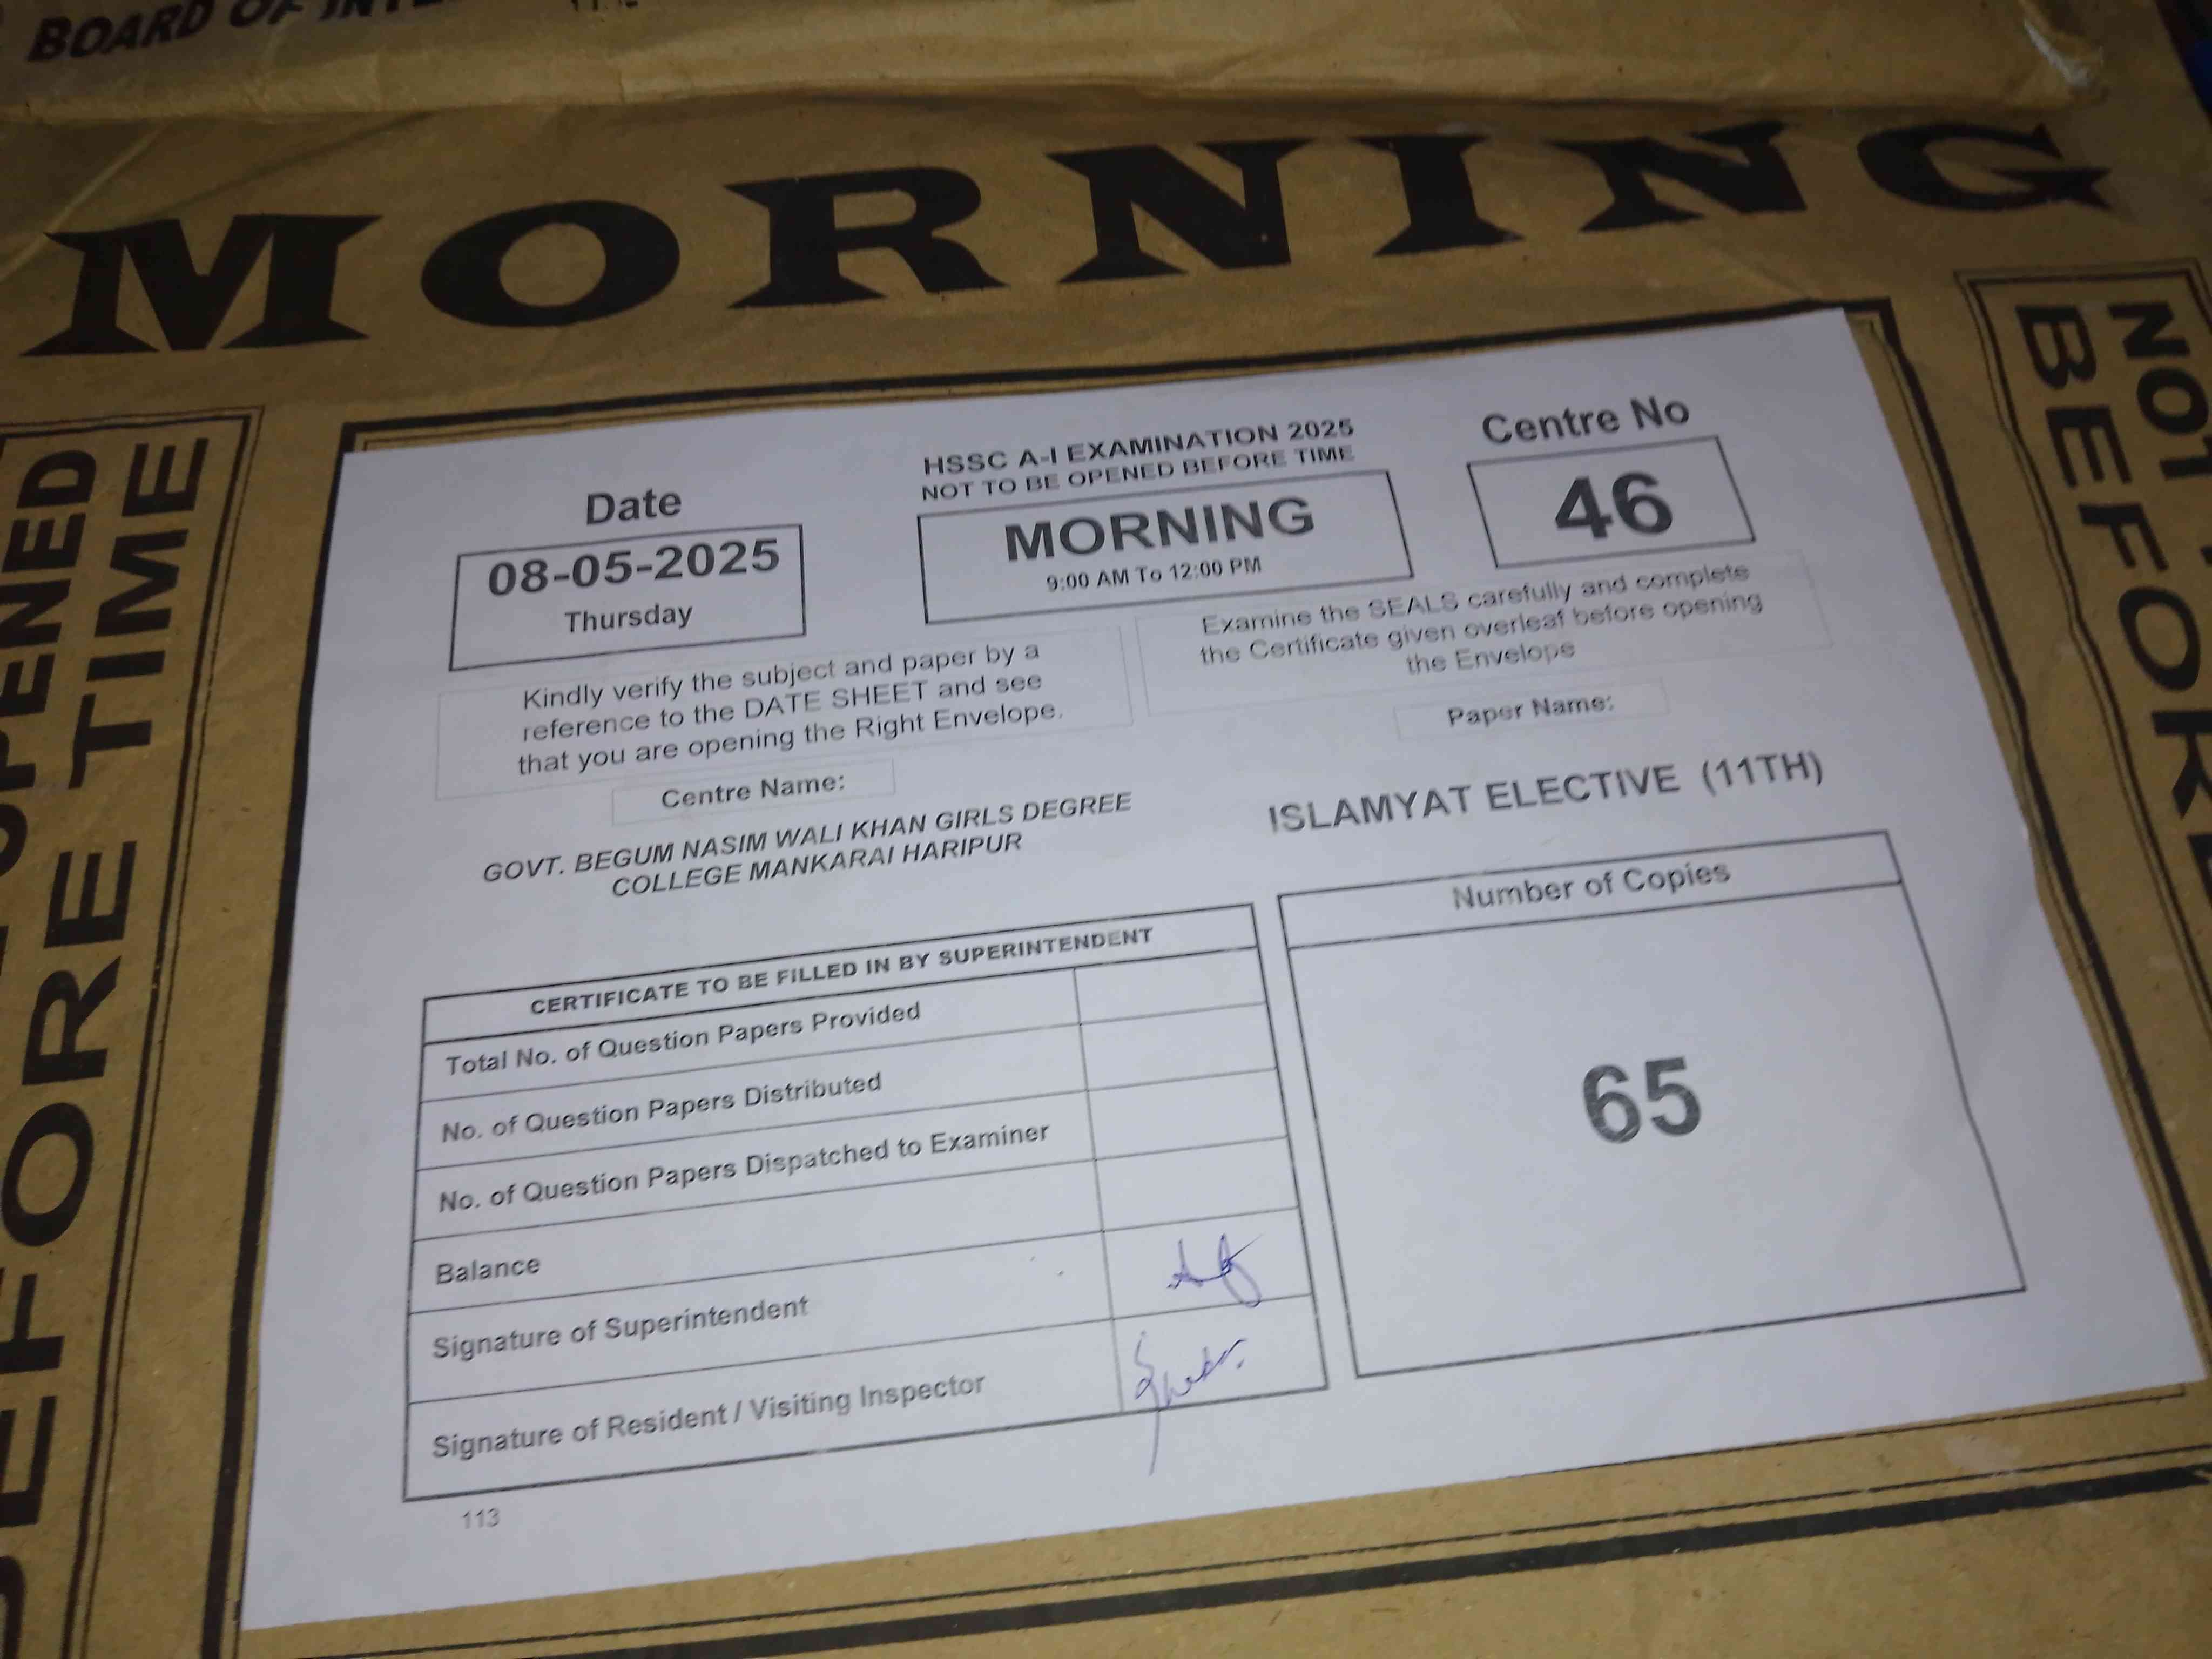 BOARD OF
MORNING
OPENED
BEFORE TIME
NOT
BEFORE
HSSC A-I EXAMINATION 2025
NOT TO BE OPENED BEFORE TIME
Date
08-05-2025
Thursday
MORNING
9:00 AM To 12:00 PM
Centre No
46
Kindly verify the subject and paper by a
reference to the DATE SHEET and see
that you are opening the Right Envelope.
Examine the SEALS carefully and complete
the Certificate given overleaf before opening
the Envelope
Centre Name:
GOVT. BEGUM NASIM WALI KHAN GIRLS DEGREE
COLLEGE MANKARAI HARIPUR
Paper Name:
ISLAMYAT ELECTIVE (11TH)
CERTIFICATE TO BE FILLED IN BY SUPERINTENDENT
Total No. of Question Papers Provided
No. of Question Papers Distributed
No. of Question Papers Dispatched to Examiner
Balance
Signature of Superintendent
Signature of Resident / Visiting Inspector
Number of Copies
65
113